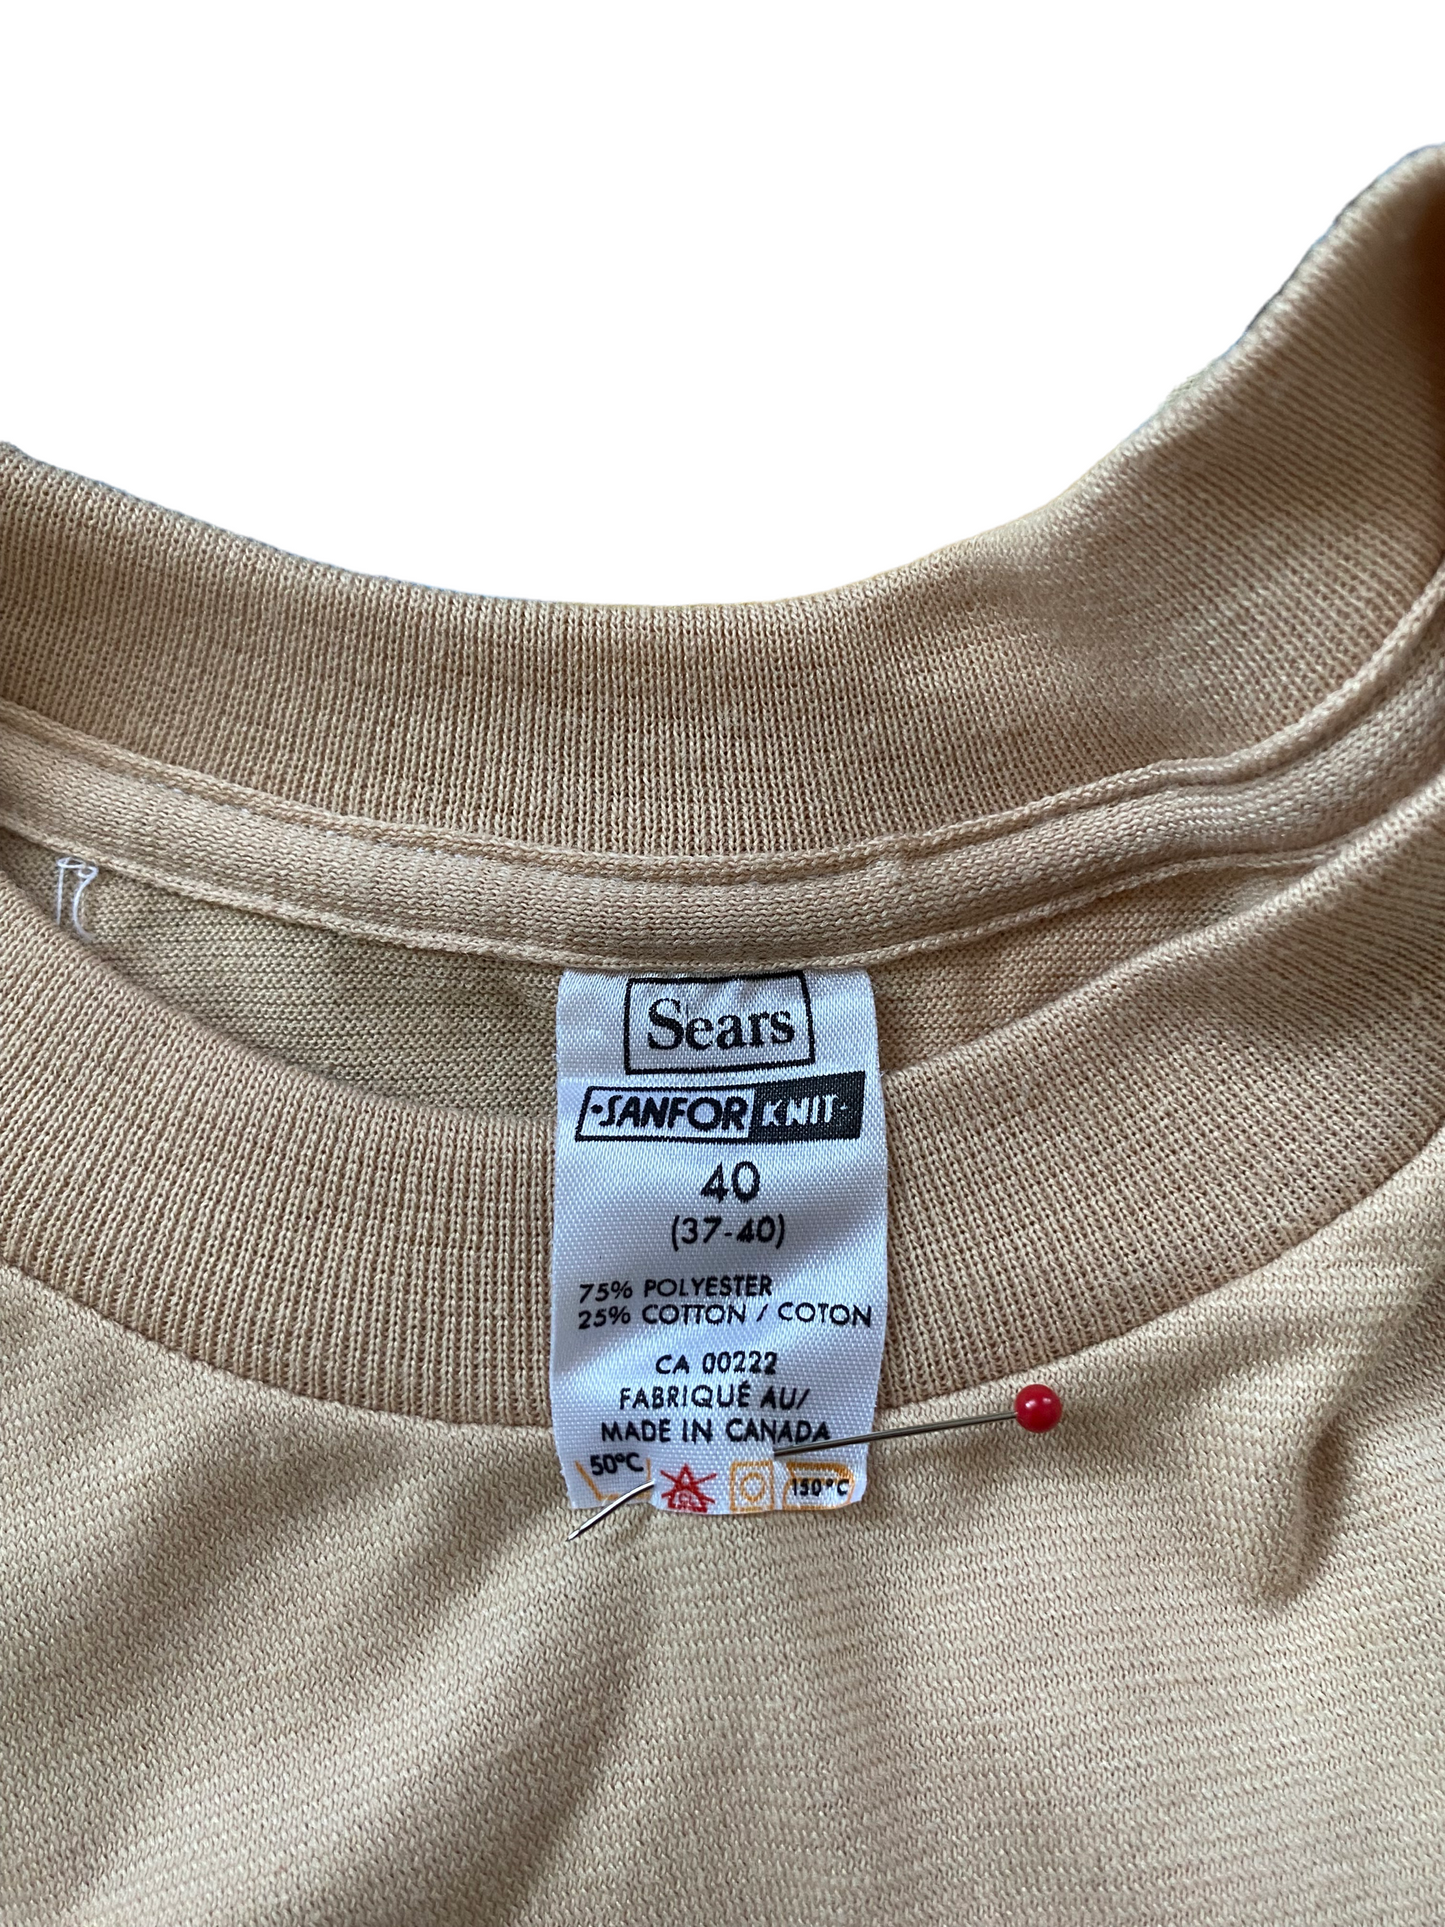 Sears
·SANFOR KNIT·
40
(37-40)
75% POLYESTER
25% COTTON / COTON
CA 00222
FABRIQUÉ AU/
MADE IN CANADA
50°C 150°C